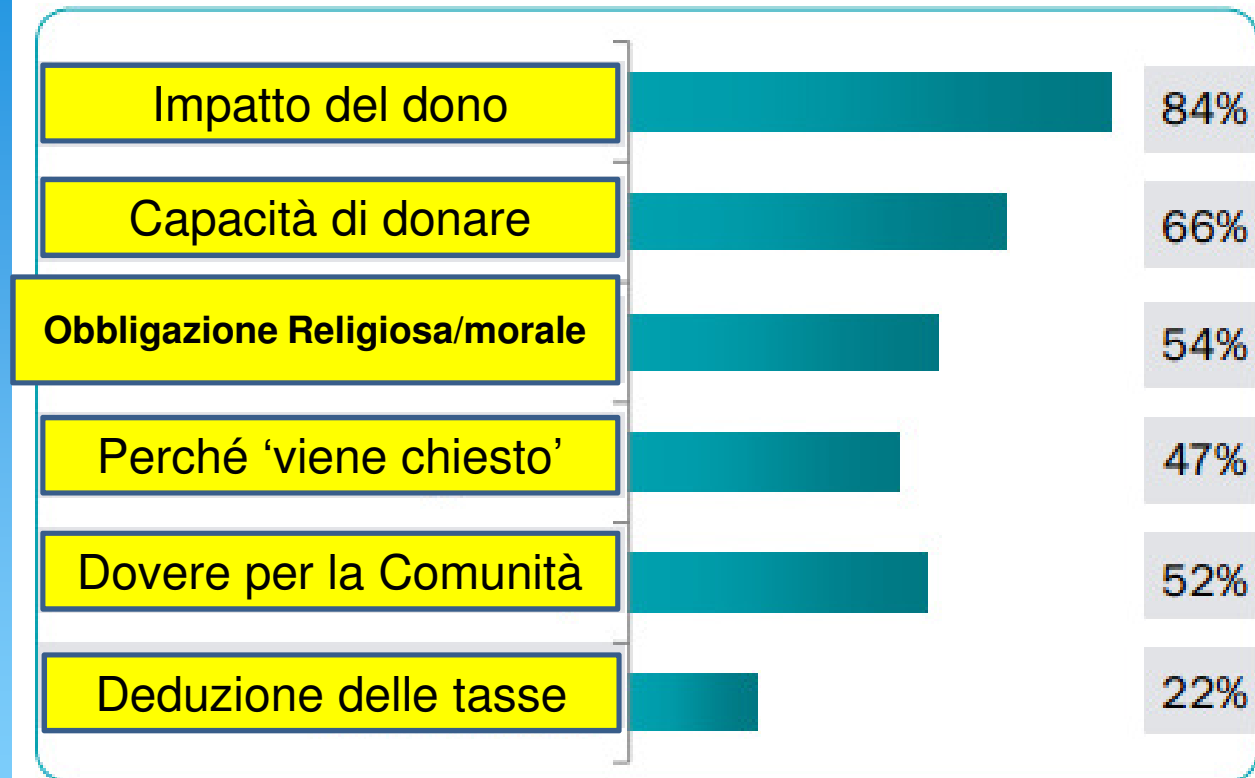 Impatto del dono 84%
Capacità di donare 66%
Obbligazione Religiosa/morale 54%
Perché ‘viene chiesto’ 47%
Dovere per la Comunità 52%
Deduzione delle tasse 22%